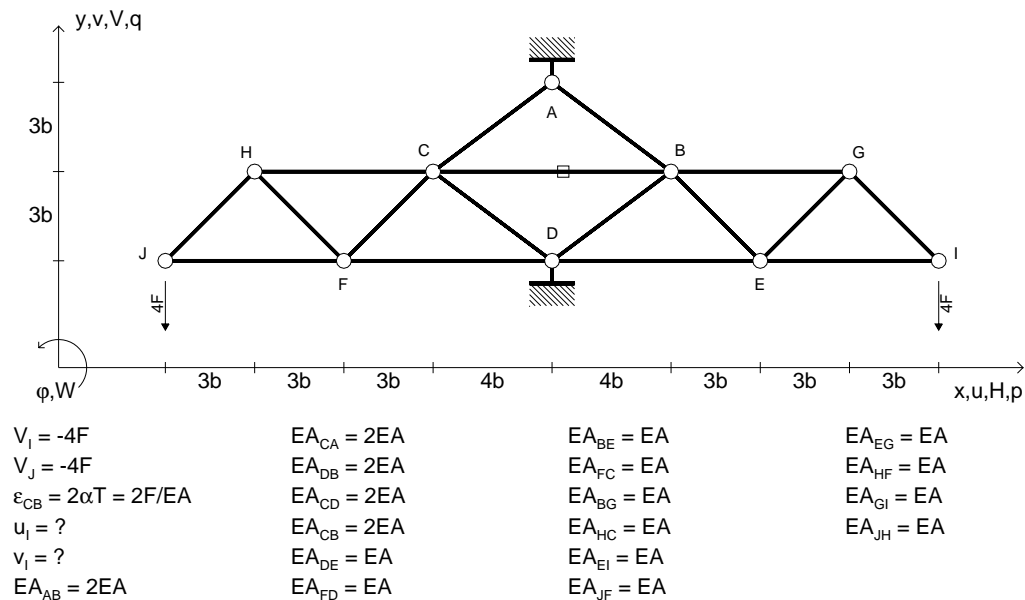 y,v,V,q
A
3b
H
C
B
G
3b
D
J
I
F
E
4F
4F
3b
3b
3b
4b
4b
3b
3b
3b
φ,W
x,u,H,p
V_I = -4F
V_J = -4F
ε_CB = 2αT = 2F/EA
u_I = ?
v_I = ?
EA_AB = 2EA
EA_CA = 2EA
EA_DB = 2EA
EA_CD = 2EA
EA_CB = 2EA
EA_DE = EA
EA_FD = EA
EA_BE = EA
EA_FC = EA
EA_BG = EA
EA_HC = EA
EA_EI = EA
EA_JF = EA
EA_EG = EA
EA_HF = EA
EA_GI = EA
EA_JH = EA